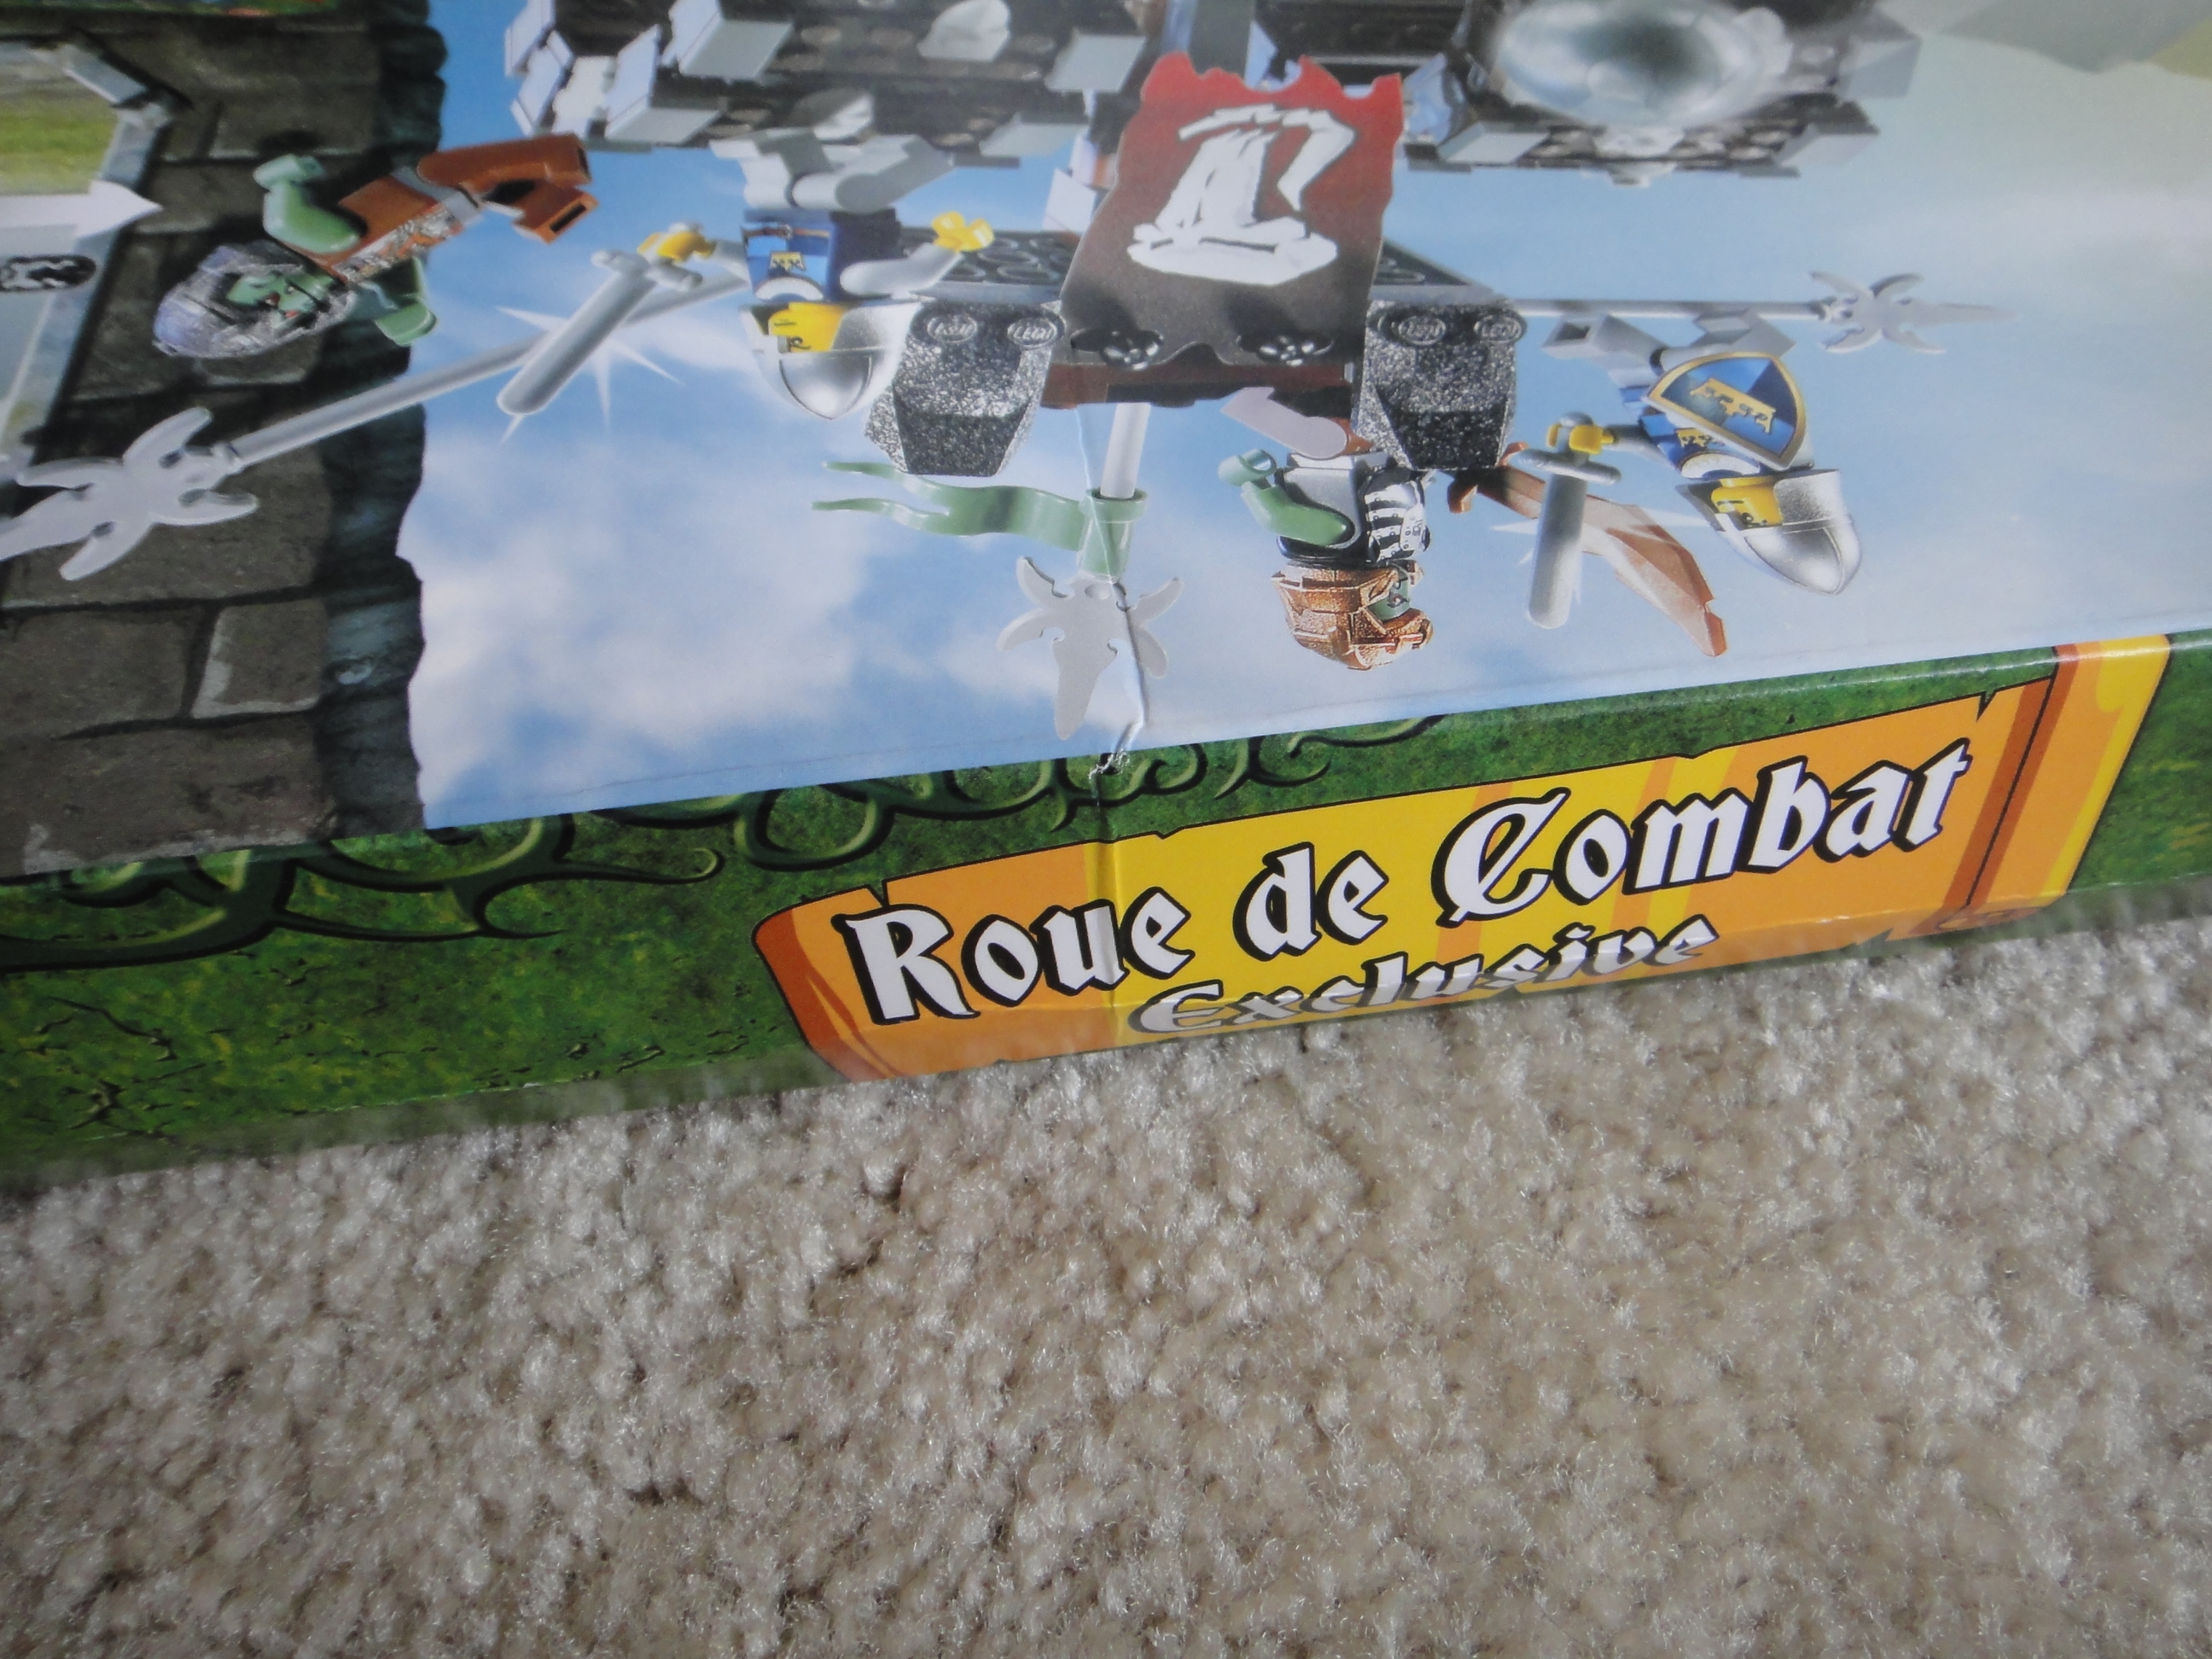 Roue de Combat
Exclusive